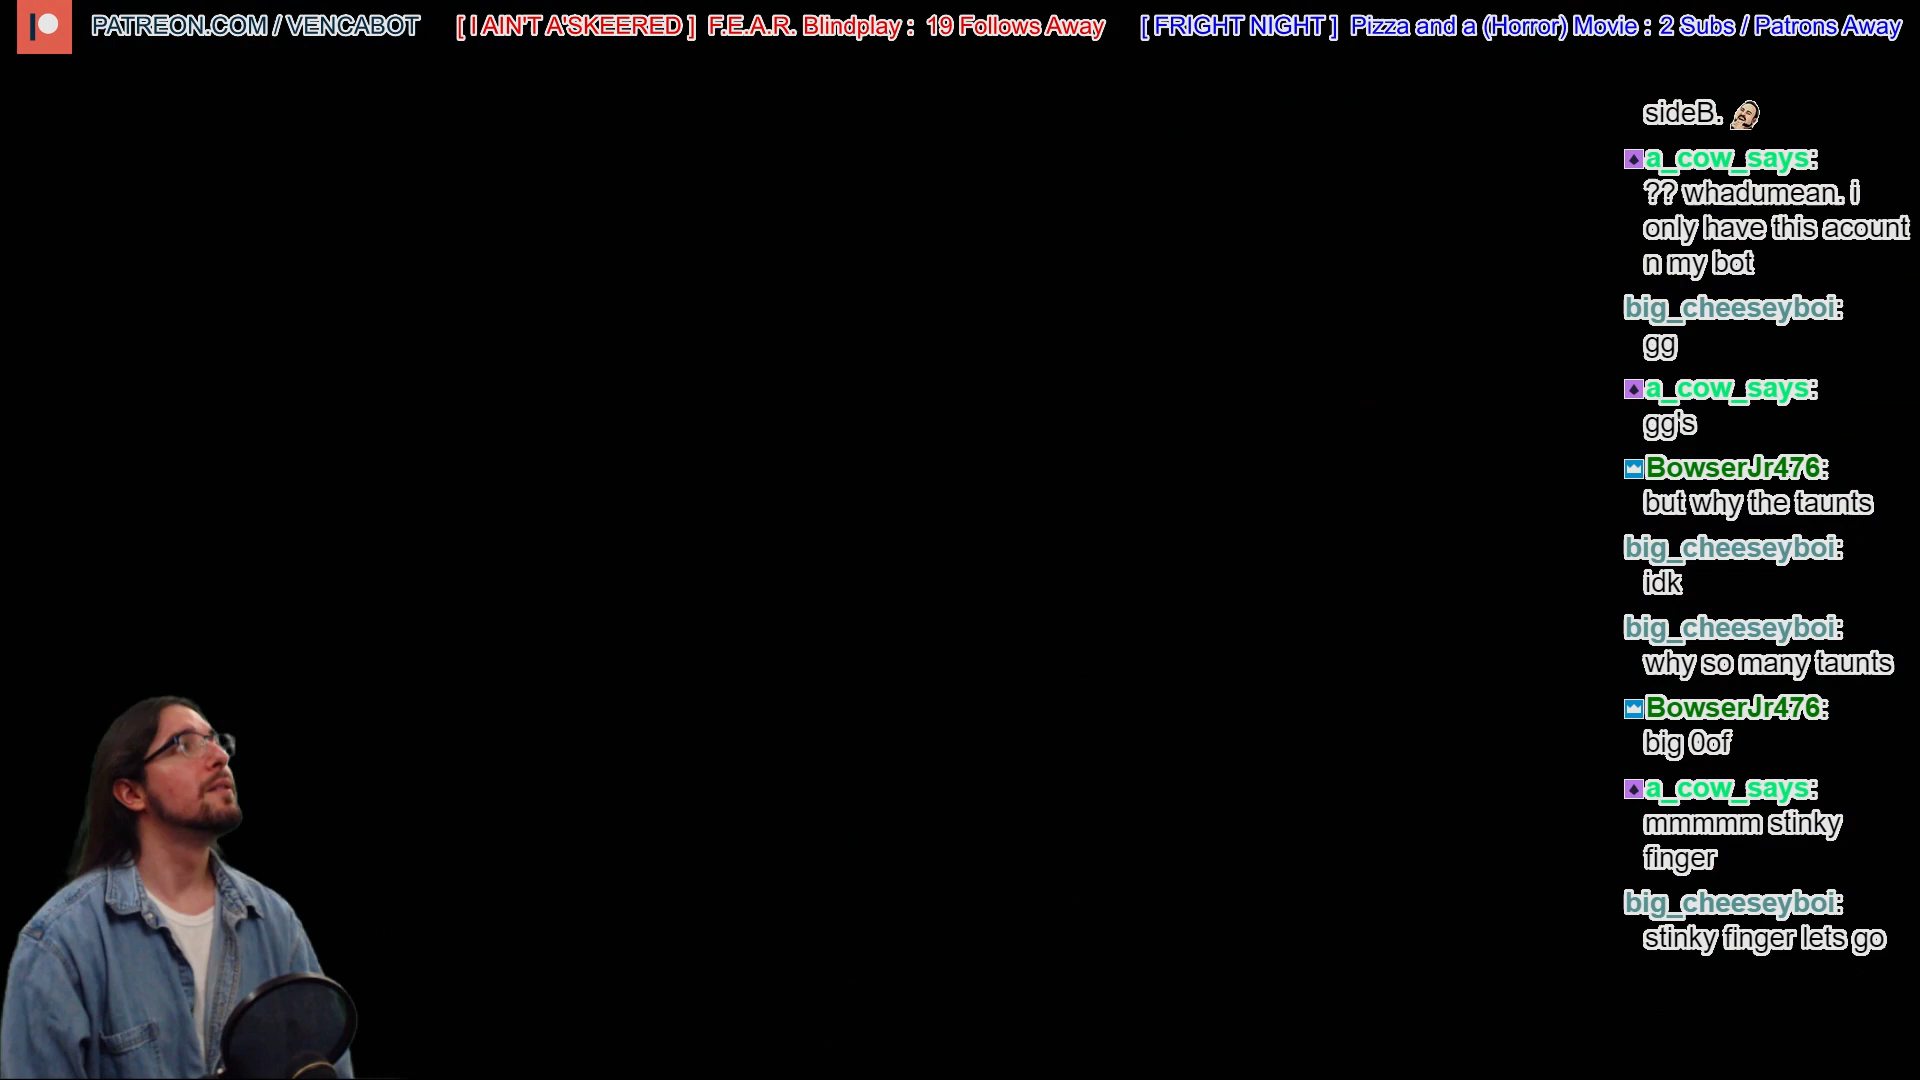 PATREON.COM / VENCABOT [ I AIN'T A'SKEERED ] F.E.A.R. Blindplay : 19 Follows Away [ FRIGHT NIGHT ] Pizza and a (Horror) Movie : 2 Subs / Patrons Away
sideB.
a_cow_says:
?? whadumean. i
only have this acount
n my bot
big_cheeseyboi:
gg
a_cow_says:
gg's
BowserJr476:
but why the taunts
big_cheeseyboi:
idk
big_cheeseyboi:
why so many taunts
BowserJr476:
big 0of
a_cow_says:
mmmmm stinky
finger
big_cheeseyboi:
stinky finger lets go